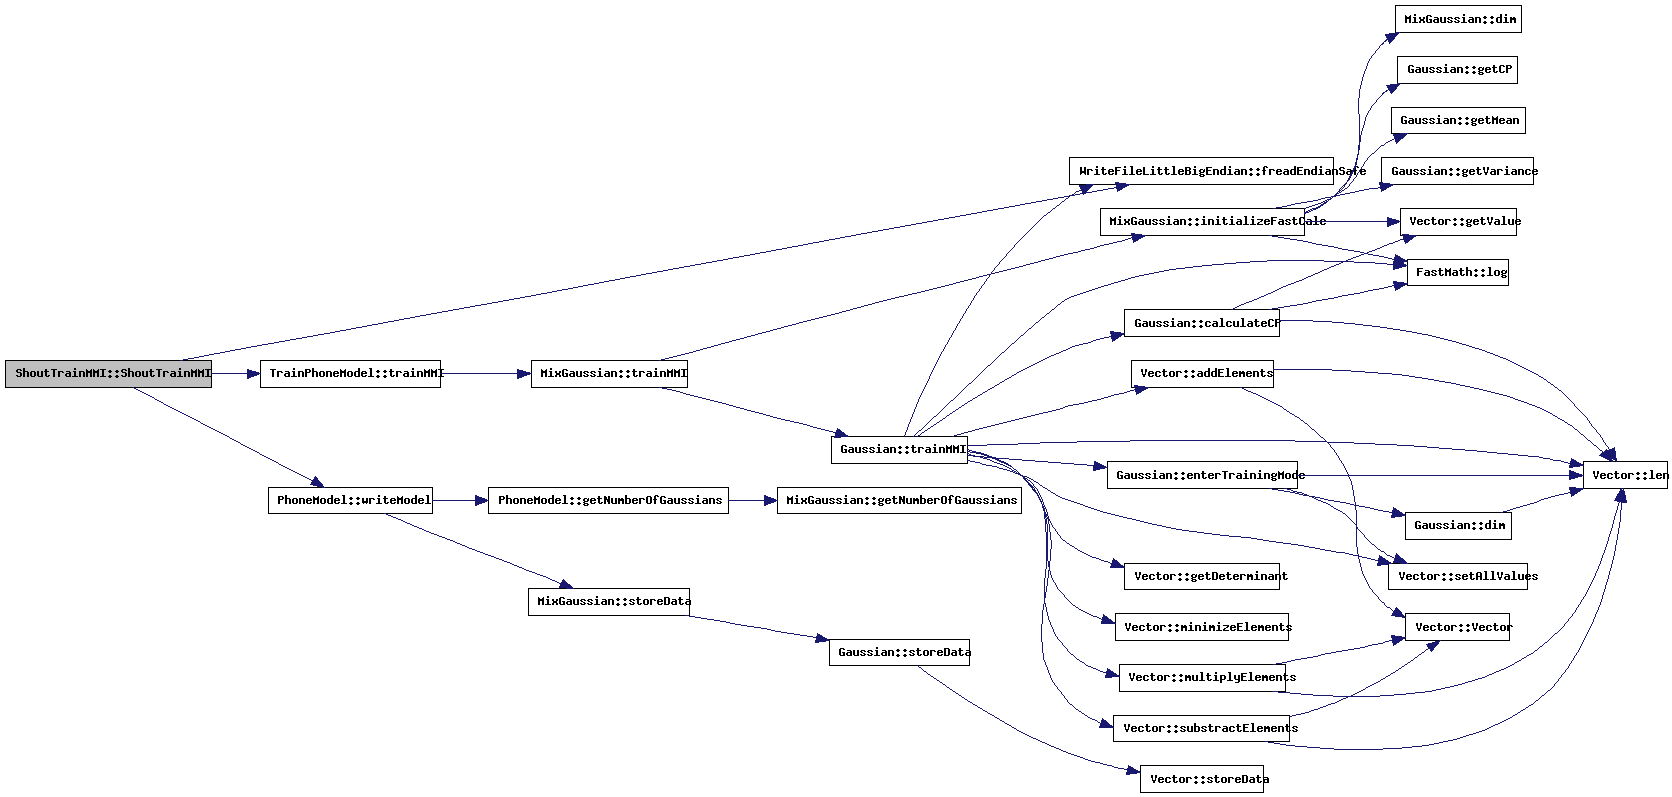 MixGaussian::dim
Gaussian::getCP
Gaussian::getMean
WriteFileLittleBigEndian::freadEndianSafe
Gaussian::getVariance
MixGaussian::initializeFastCalc
Vector::getValue
FastMath::log
Gaussian::calculateCP
ShoutTrainMMI::ShoutTrainMMI
TrainPhoneModel::trainMMI
MixGaussian::trainMMI
Vector::addElements
Gaussian::trainMMI
Gaussian::enterTrainingMode
Vector::len
PhoneModel::writeModel
PhoneModel::getNumberOfGaussians
MixGaussian::getNumberOfGaussians
Gaussian::dim
Vector::getDeterminant
Vector::setAllValues
MixGaussian::storeData
Vector::minimizeElements
Vector::Vector
Gaussian::storeData
Vector::multiplyElements
Vector::substractElements
Vector::storeData